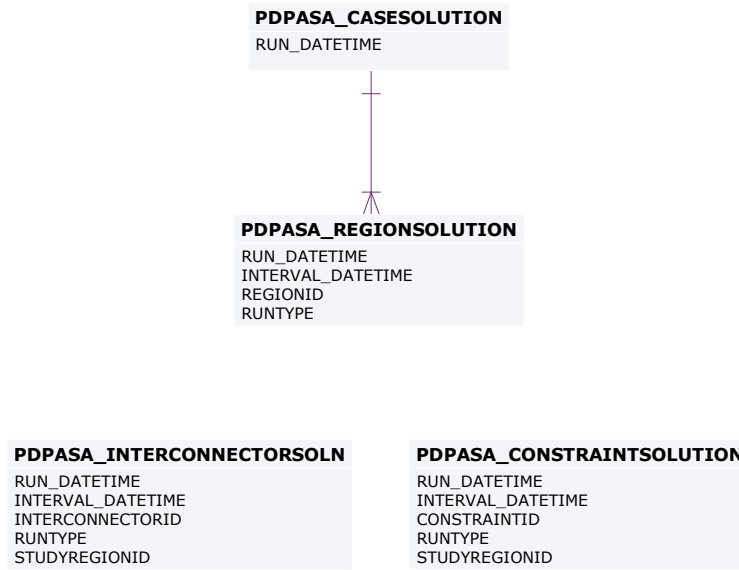 PDPASA_CASESOLUTION
RUN_DATETIME
PDPASA_REGIONSOLUTION
RUN_DATETIME
INTERVAL_DATETIME
REGIONID
RUNTYPE
PDPASA_INTERCONNECTORSOLN
RUN_DATETIME
INTERVAL_DATETIME
INTERCONNECTORID
RUNTYPE
STUDYREGIONID
PDPASA_CONSTRAINTSOLUTION
RUN_DATETIME
INTERVAL_DATETIME
CONSTRAINTID
RUNTYPE
STUDYREGIONID